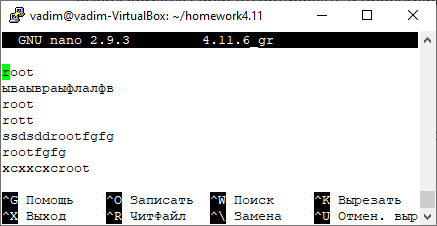 vadim@vadim-VirtualBox: ~/homework4.11
GNU nano 2.9.3 4.11.6_gr
root
ываываыфлалфв
root
rott
ssdsddrootfgfg
rootfgfg
xcxxcxcroot
^G Помощь ^O Записать ^W Поиск ^K Вырезать
^X Выход ^R ЧитФайл ^\ Замена ^U Отмен. выр